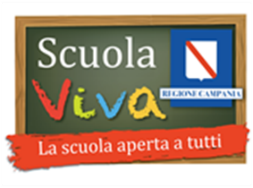 Scuola
Viva
REGIONE CAMPANIA
La scuola aperta a tutti